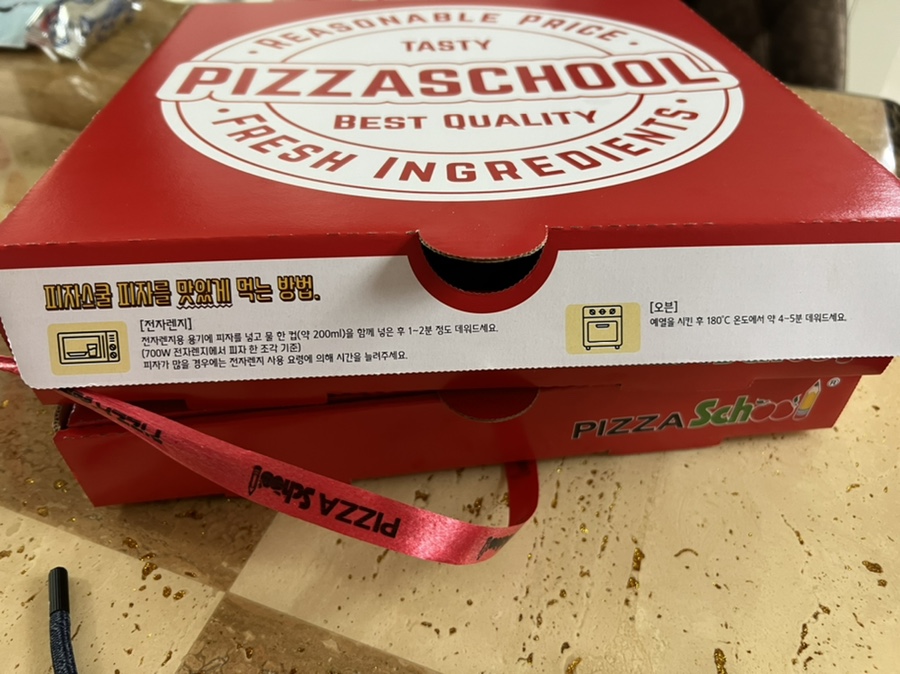 • REASONABLE PRICE •
TASTY
PIZZASCHOOL
BEST QUALITY
• FRESH INGREDIENTS •
피자스쿨 피자를 맛있게 먹는 방법.
[전자렌지]
전자렌지용 용기에 피자를 넣고 물 한 컵(약 200ml)을 함께 넣은 후 1~2분 정도 데워드세요.
(700W 전자렌지에서 피자 한 조각 기준)
피자가 많을 경우에는 전자렌지 사용 요령에 의해 시간을 늘려주세요.
[오븐]
예열을 시킨 후 180℃ 온도에서 약 4~5분 데워드세요.
PIZZA School ®
PIZZA School